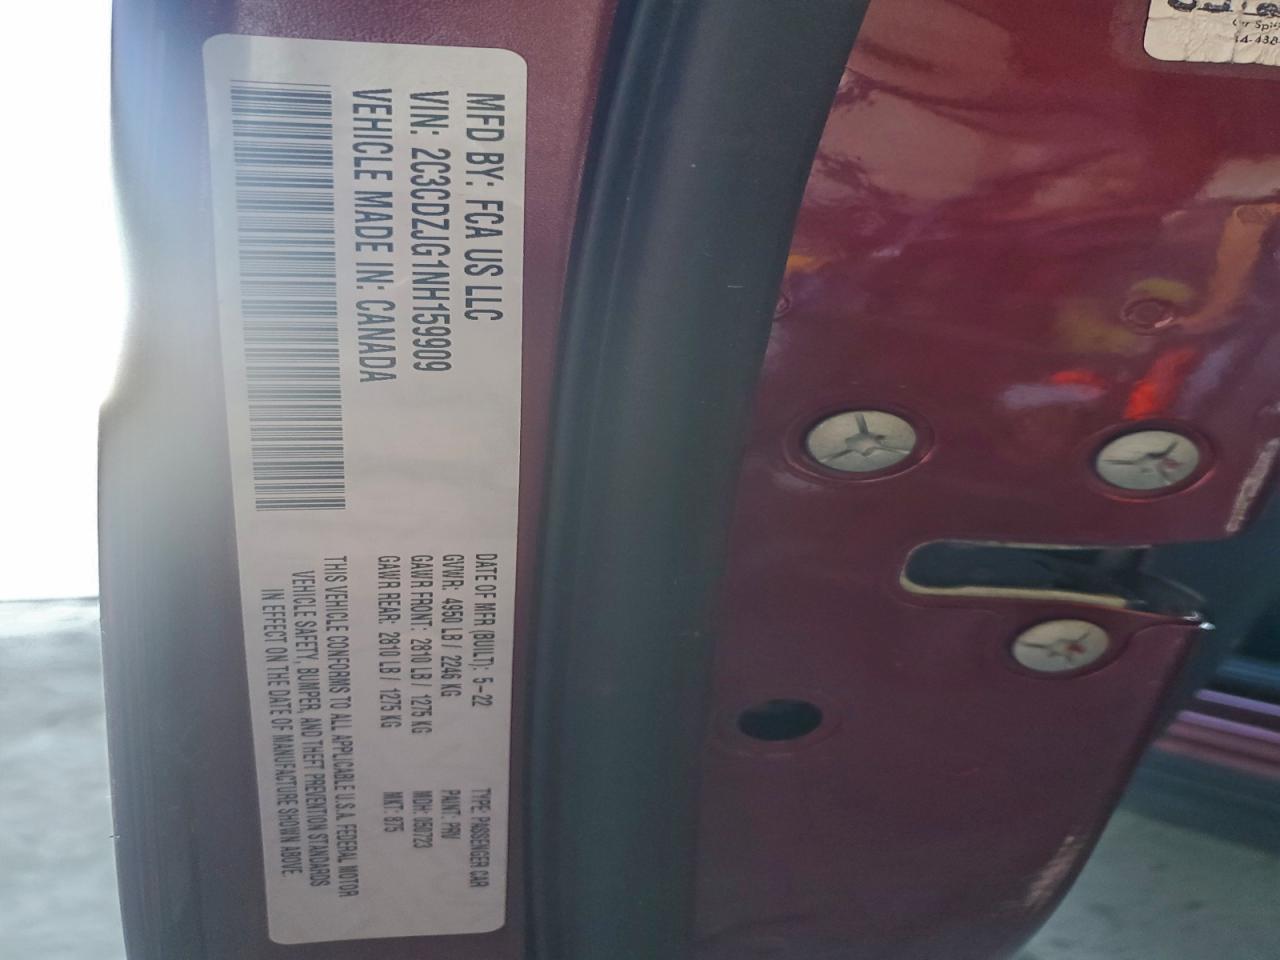 MFD BY: FCA US LLC
VIN: 2C3CDZJG1NH159909
VEHICLE MADE IN: CANADA
DATE OF MFR (BUILT): 5-22
GVWR: 4950 LB / 2246 KG
GAWR FRONT: 2810 LB / 1275 KG
GAWR REAR: 2810 LB / 1275 KG
TYPE: PASSENGER CAR
PAINT: PRV
MDH: 050723
MKT: 875
THIS VEHICLE CONFORMS TO ALL APPLICABLE U.S.A. FEDERAL MOTOR
VEHICLE SAFETY, BUMPER, AND THEFT PREVENTION STANDARDS
IN EFFECT ON THE DATE OF MANUFACTURE SHOWN ABOVE.